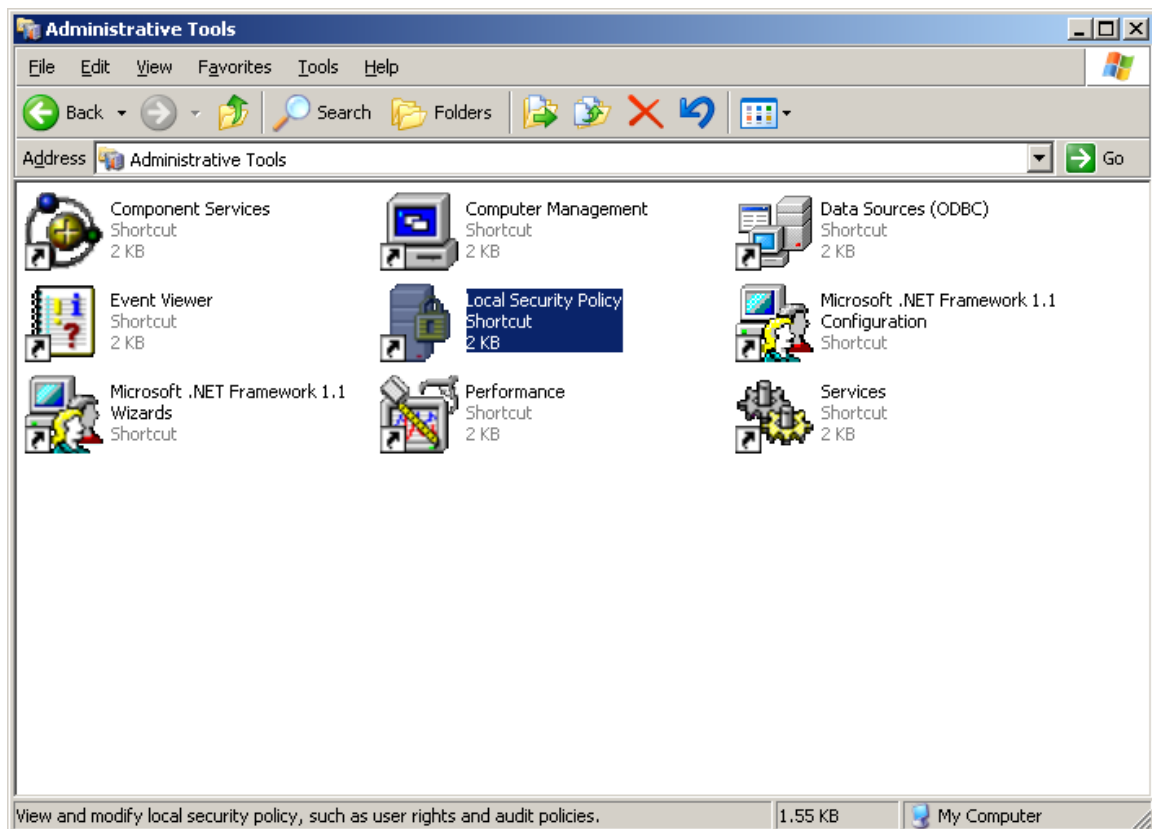 Administrative Tools
File Edit View Favorites Tools Help
Back Search Folders
Address Administrative Tools Go
Component Services
Shortcut
2 KB
Computer Management
Shortcut
2 KB
Data Sources (ODBC)
Shortcut
2 KB
Event Viewer
Shortcut
2 KB
Local Security Policy
Shortcut
2 KB
Microsoft .NET Framework 1.1
Configuration
Shortcut
Microsoft .NET Framework 1.1
Wizards
Shortcut
Performance
Shortcut
2 KB
Services
Shortcut
2 KB
View and modify local security policy, such as user rights and audit policies. 1.55 KB My Computer